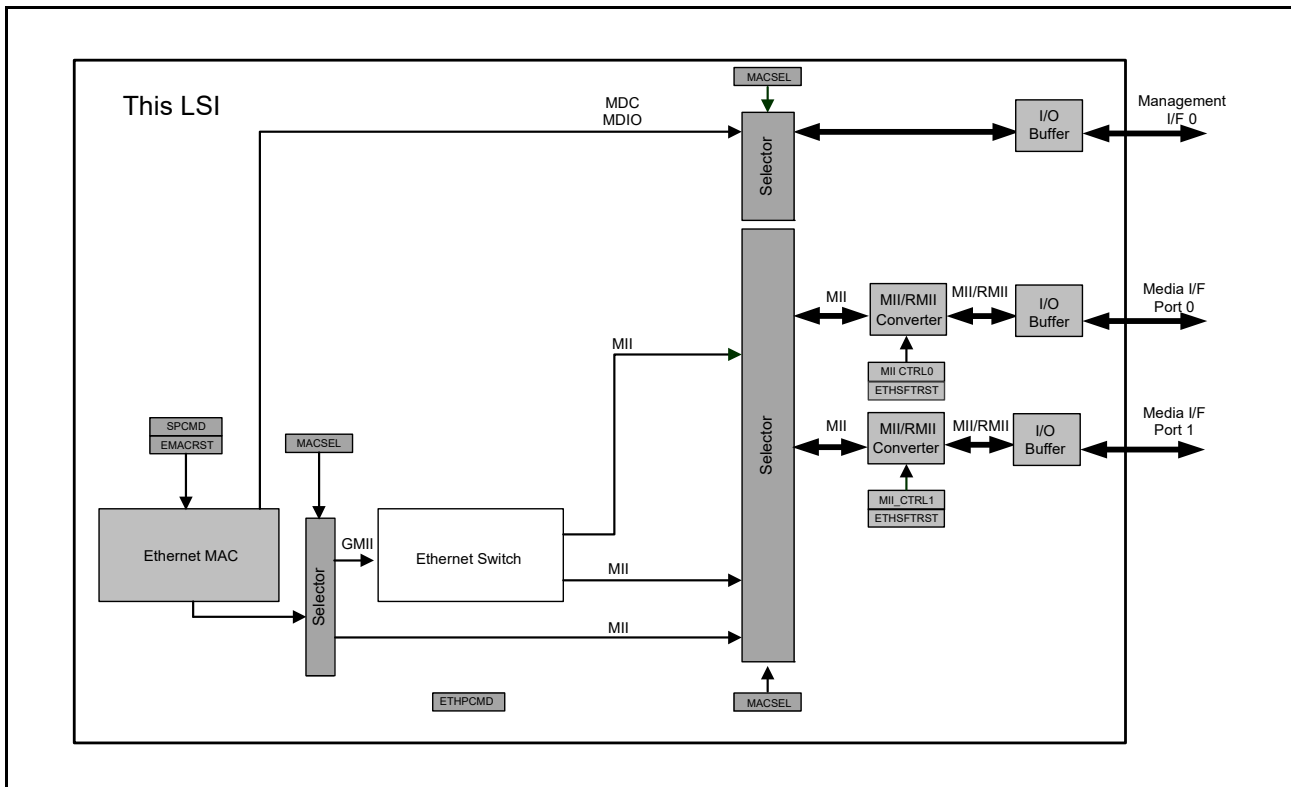 This LSI
MACSEL
MDC
MDIO
Selector
I/O
Buffer
Management
I/F 0
MII
MII/RMII
Converter
MII/RMII
I/O
Buffer
Media I/F
Port 0
MII CTRL0
ETHSFTRST
MII
Selector
MII
MII/RMII
Converter
MII/RMII
I/O
Buffer
Media I/F
Port 1
MII_CTRL1
ETHSFTRST
SPCMD
EMACRST
MACSEL
Ethernet MAC
Selector
GMII
Ethernet Switch
MII
MII
ETHPCMD
MACSEL